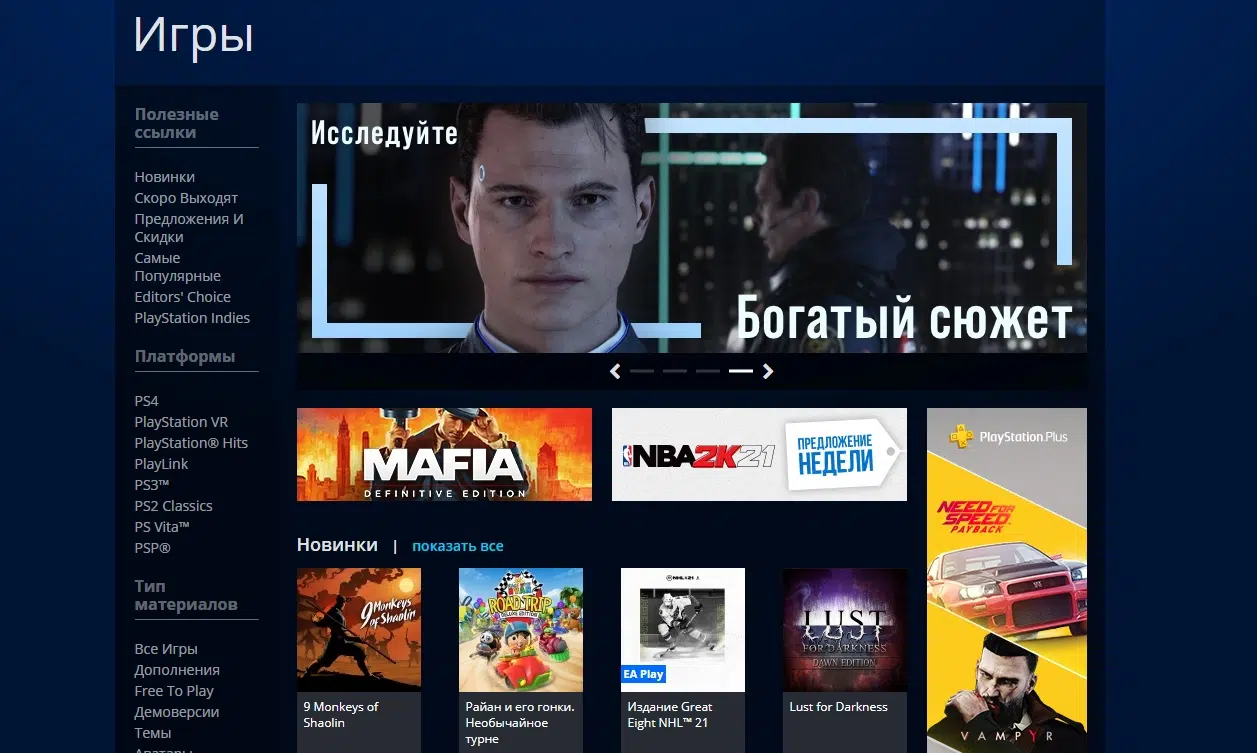 Игры
Полезные
ссылки
Новинки
Скоро Выходят
Предложения И
Скидки
Самые
Популярные
Editors' Choice
PlayStation Indies
Платформы
PS4
PlayStation VR
PlayStation® Hits
PlayLink
PS3™
PS2 Classics
PS Vita™
PSP®
Тип
материалов
Все Игры
Дополнения
Free To Play
Демоверсии
Темы
Аватары
Исследуйте
Богатый сюжет
MAFIA
DEFINITIVE EDITION
NBA2K21
ПРЕДЛОЖЕНИЕ
НЕДЕЛИ
PlayStation.Plus
NEED FOR
SPEED
PAYBACK
VAMPYR
Новинки | показать все
9 Monkeys
of Shaolin
9 Monkeys of
Shaolin
ROAD TRIP
DELUXE EDITION
Райан и его гонки.
Необычайное
турне
NHL 21
EA Play
Издание Great
Eight NHL™ 21
LUST
FOR DARKNESS
DAWN EDITION
Lust for Darkness